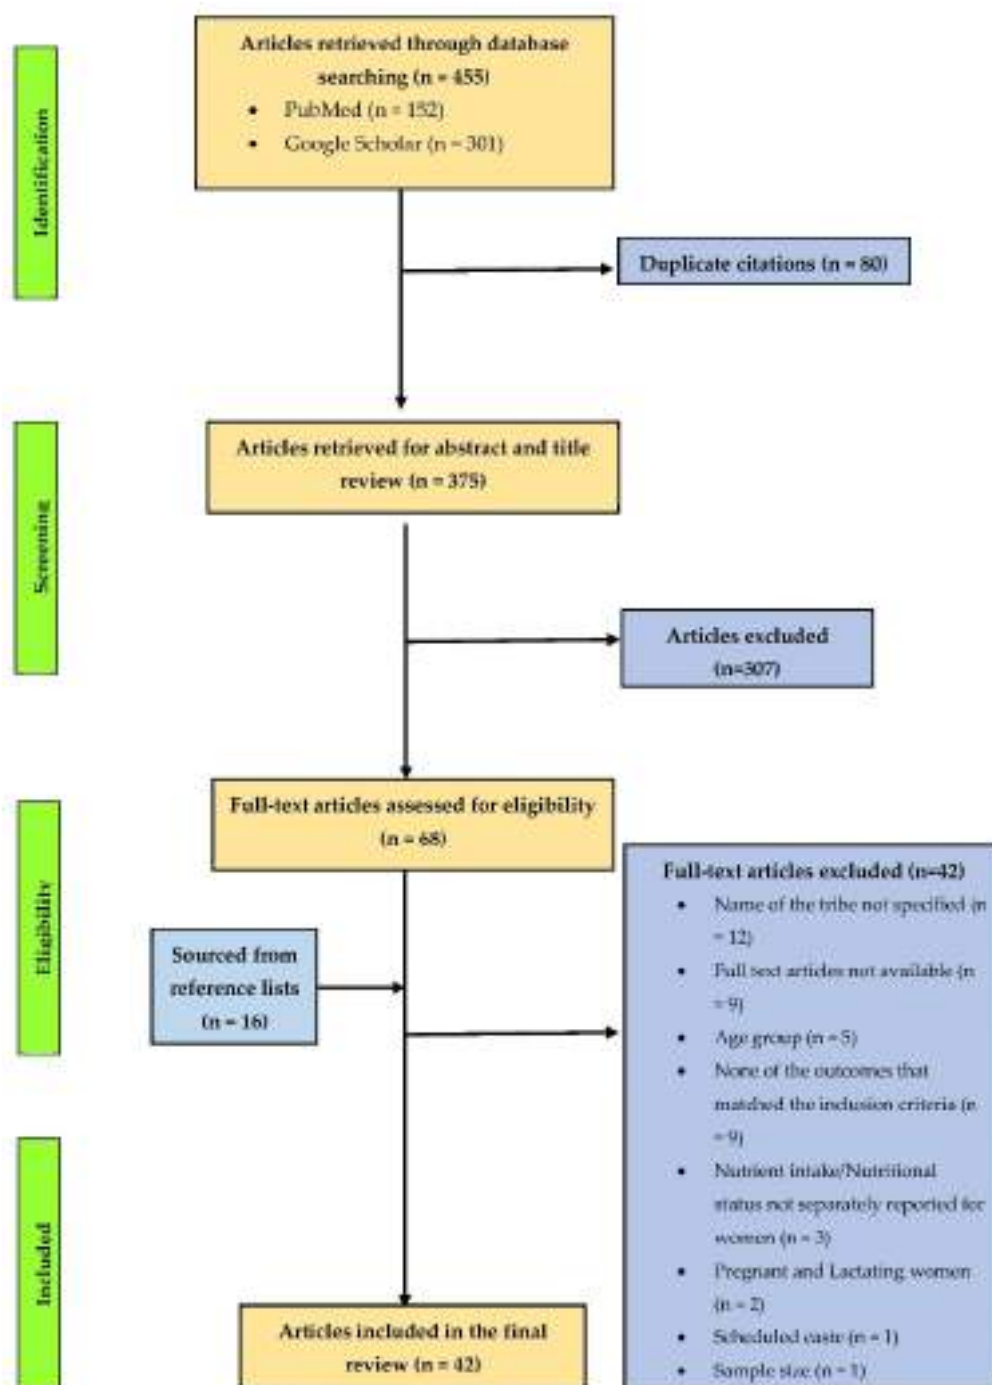 Identification
Articles retrieved through database
searching (n = 455)
• PubMed (n = 152)
• Google Scholar (n = 301)
Duplicate citations (n = 80)
Screening
Articles retrieved for abstract and title
review (n = 375)
Articles excluded
(n=307)
Eligibility
Full-text articles assessed for eligibility
(n = 68)
Sourced from
reference lists
(n = 16)
Full-text articles excluded (n=42)
• Name of the tribe not specified (n
= 12)
• Full text articles not available (n
= 9)
• Age group (n = 5)
• None of the outcomes that
matched the inclusion criteria (n
= 9)
• Nutrient intake/Nutritional
status not separately reported for
women (n = 3)
• Pregnant and Lactating women
(n = 2)
• Scheduled caste (n = 1)
• Sample size (n = 1)
Included
Articles included in the final
review (n = 42)